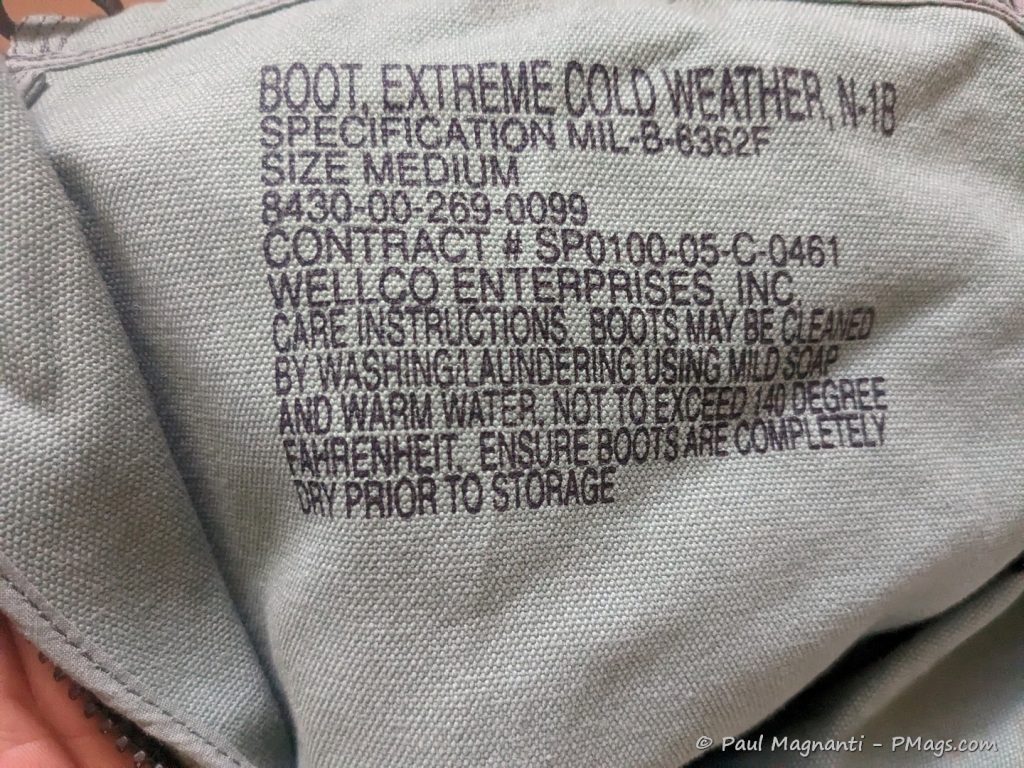 BOOT, EXTREME COLD WEATHER, N-1B
SPECIFICATION MIL-B-6362F
SIZE MEDIUM
8430-00-269-0099
CONTRACT # SP0100-05-C-0461
WELLCO ENTERPRISES, INC.
CARE INSTRUCTIONS. BOOTS MAY BE CLEANED
BY WASHING/LAUNDERING USING MILD SOAP
AND WARM WATER, NOT TO EXCEED 140 DEGREE
FAHRENHEIT. ENSURE BOOTS ARE COMPLETELY
DRY PRIOR TO STORAGE
© Paul Magnanti - PMags.com